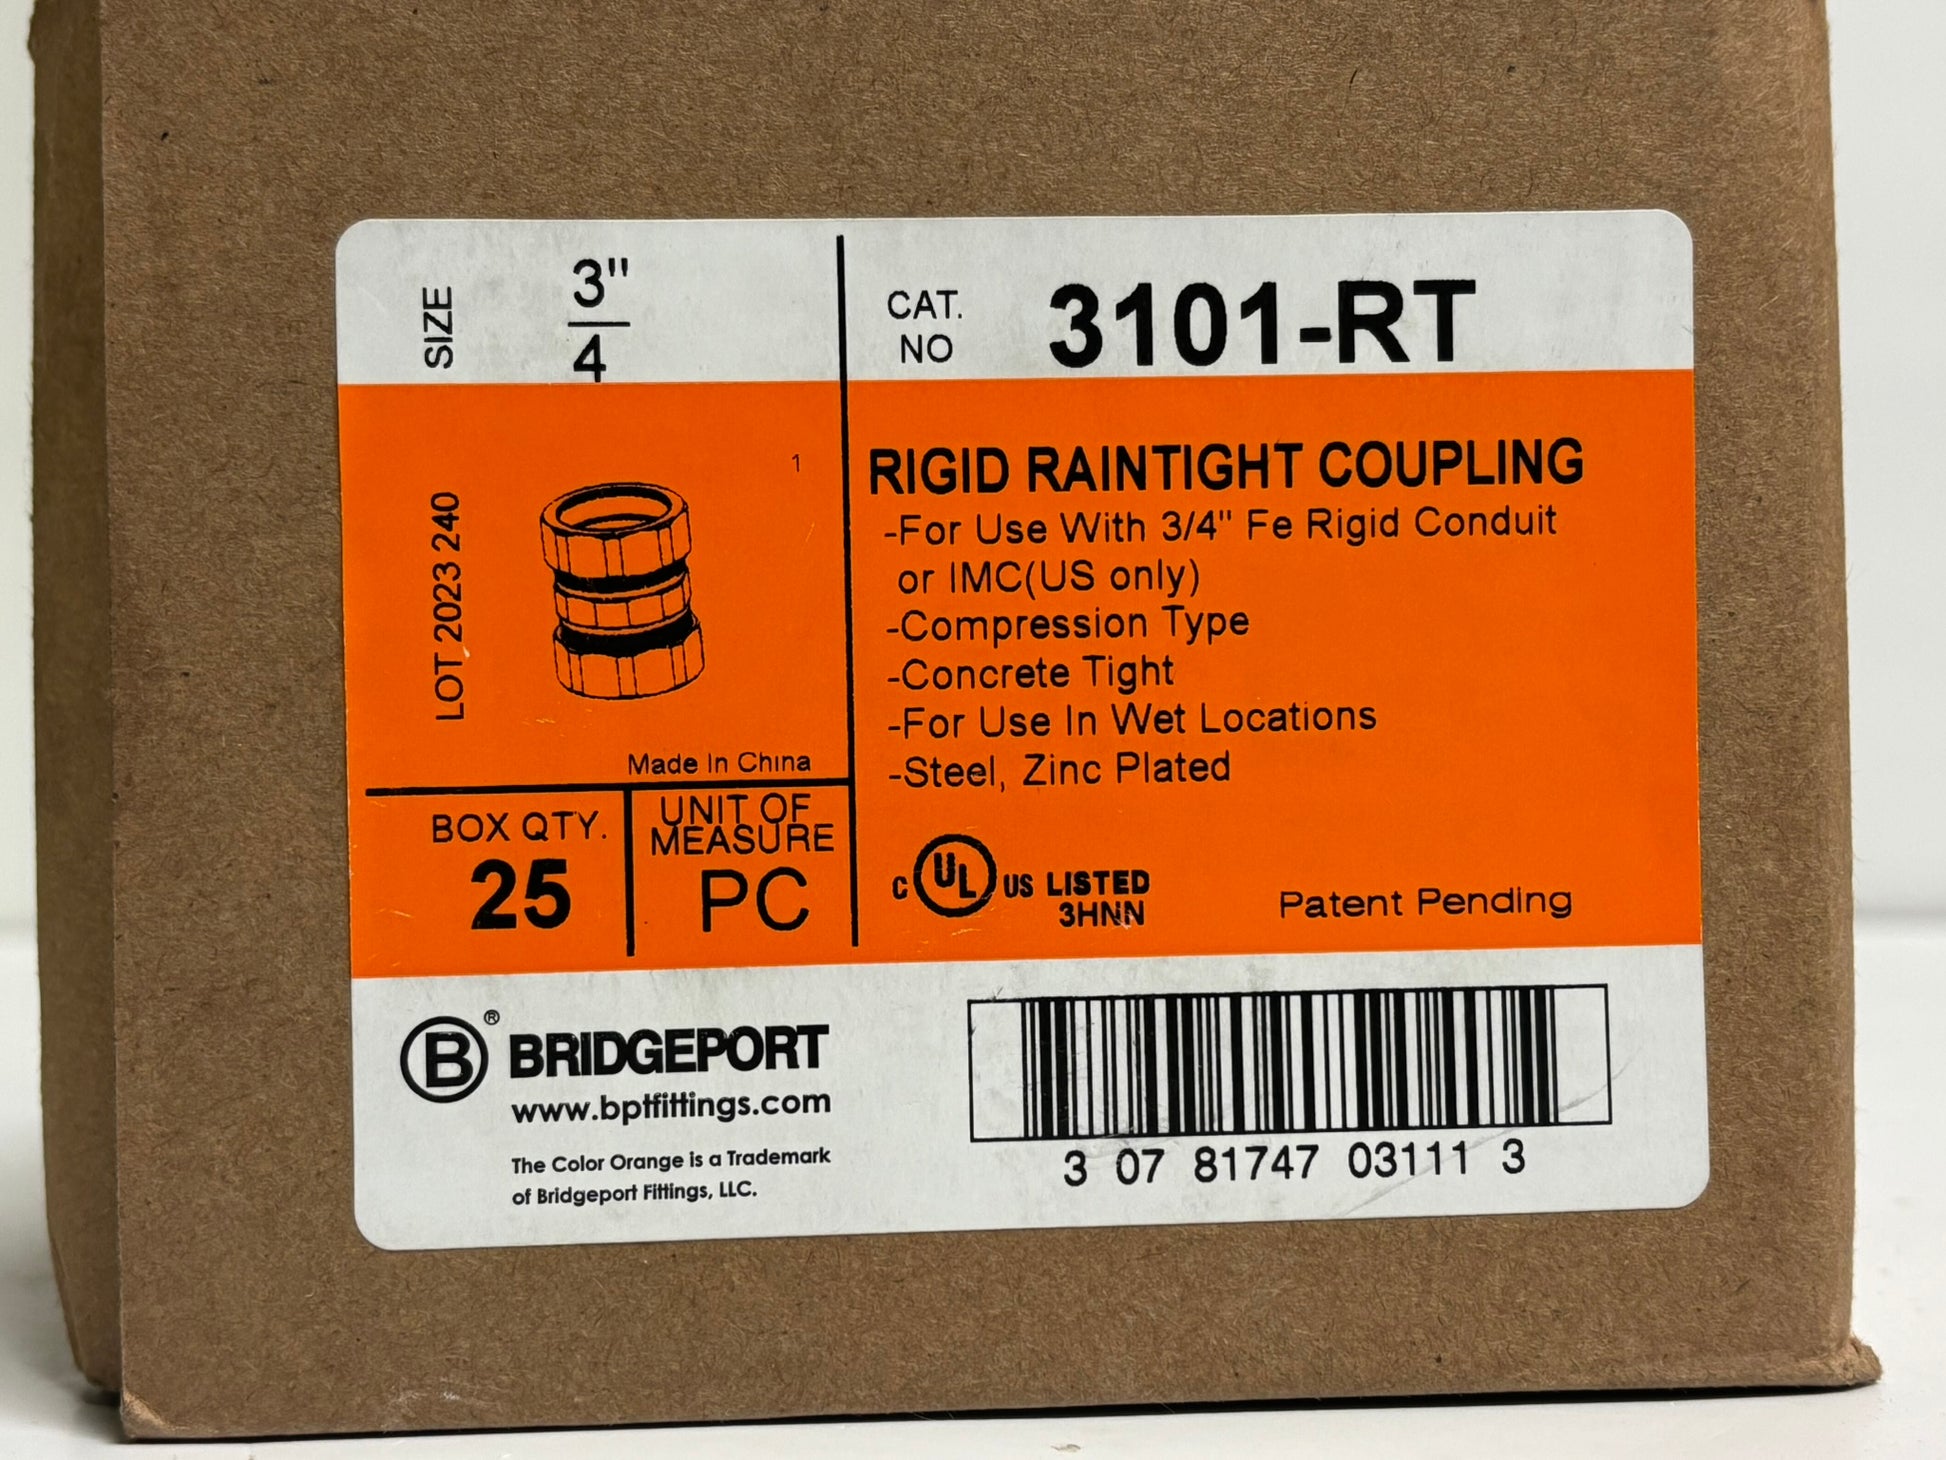 SIZE
3"
4
CAT.
NO
3101-RT
LOT 2023 240
1
Made In China
BOX QTY.
25
UNIT OF
MEASURE
PC
RIGID RAINTIGHT COUPLING
-For Use With 3/4" Fe Rigid Conduit
or IMC(US only)
-Compression Type
-Concrete Tight
-For Use In Wet Locations
-Steel, Zinc Plated
C UL US LISTED
3HNN
Patent Pending
B® BRIDGEPORT
www.bptfittings.com
The Color Orange is a Trademark
of Bridgeport Fittings, LLC.
3 07 81747 03111 3